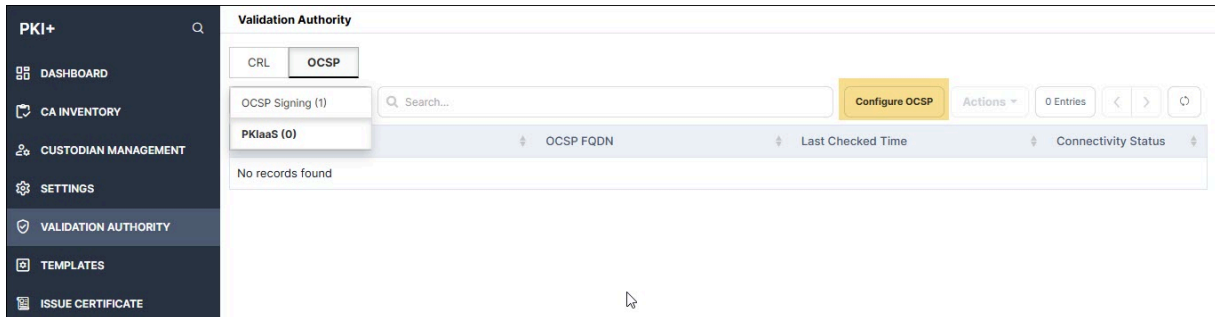 PKI+
Validation Authority
DASHBOARD
CA INVENTORY
CUSTODIAN MANAGEMENT
SETTINGS
VALIDATION AUTHORITY
TEMPLATES
ISSUE CERTIFICATE
CRL OCSP
OCSP Signing (1) Search... Configure OCSP Actions 0 Entries
PKIaaS (0)
OCSP FQDN Last Checked Time Connectivity Status
No records found